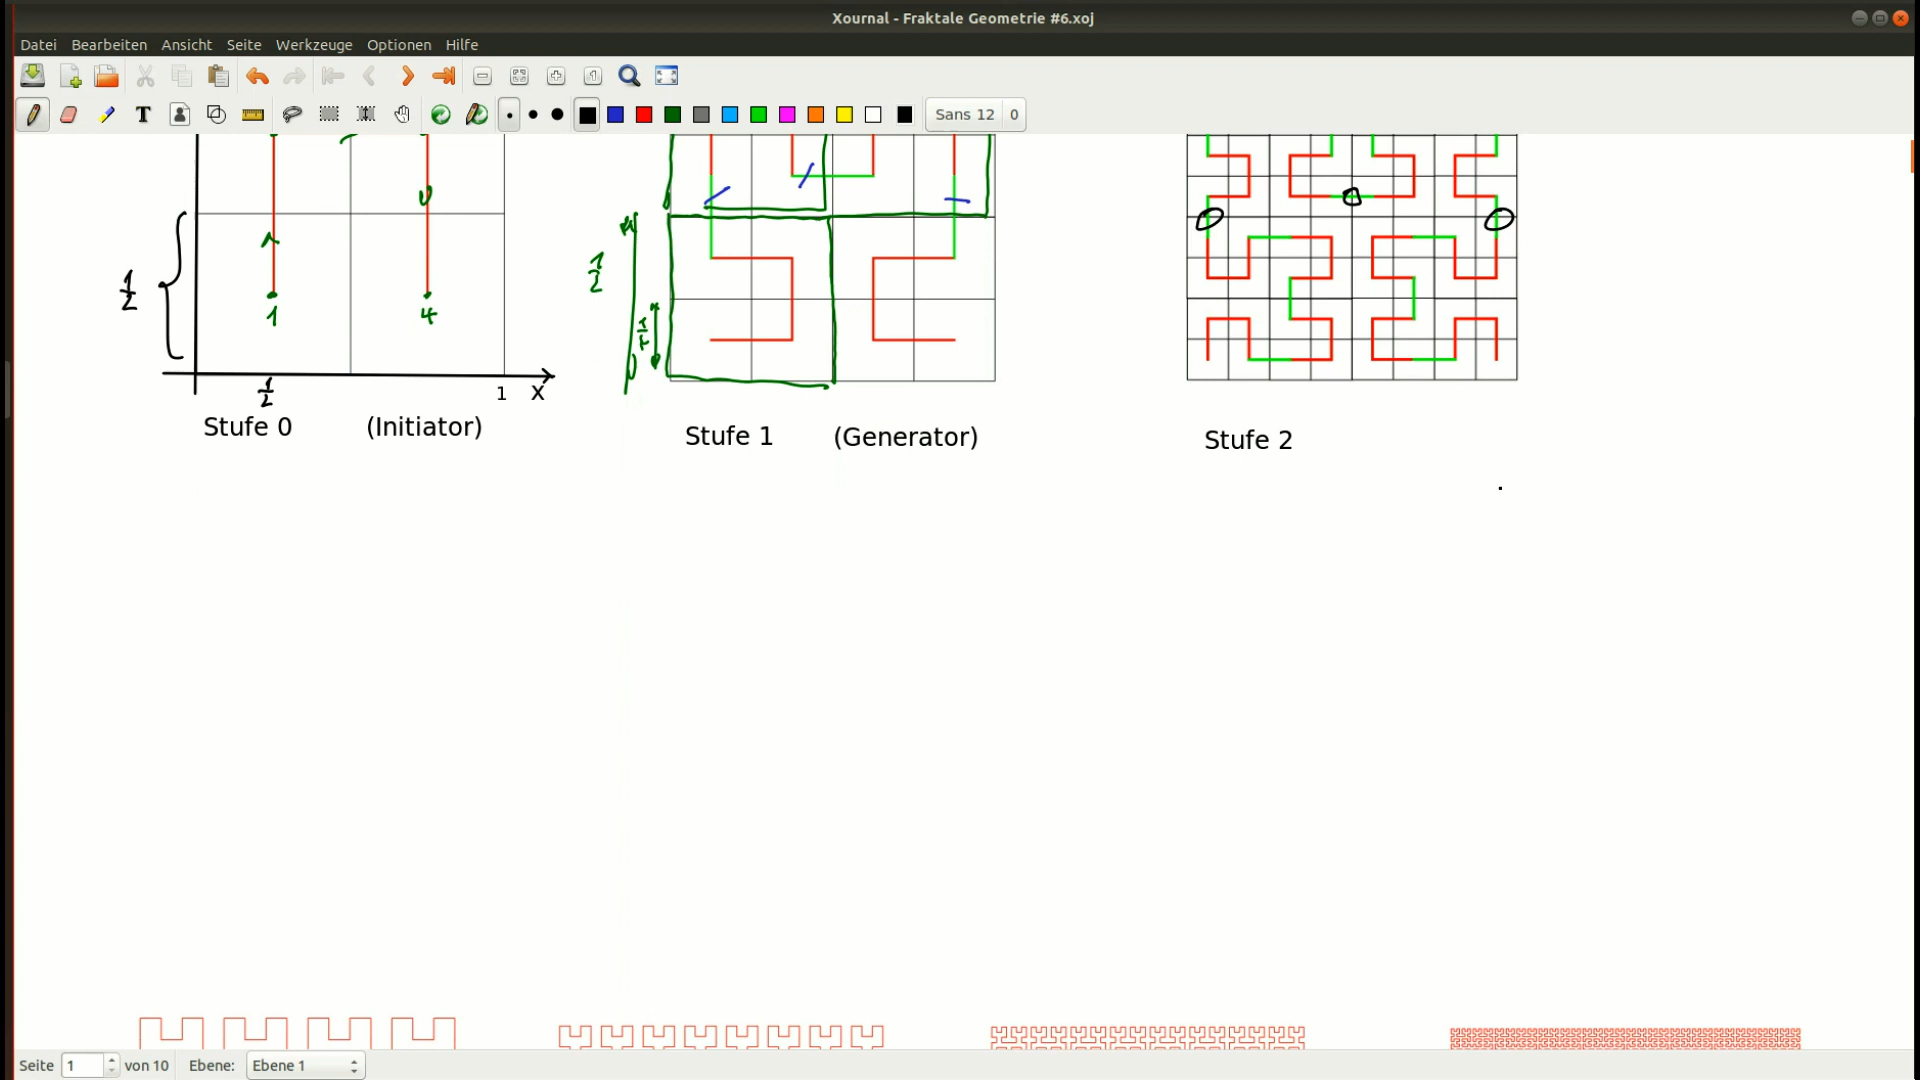 Xournal - Fraktale Geometrie #6.xoj
Datei Bearbeiten Ansicht Seite Werkzeuge Optionen Hilfe
Sans 12 0
1/2
1/2
1 4
1/2 1 X
Stufe 0 (Initiator)
Stufe 1 (Generator)
Stufe 2
Seite 1 von 10 Ebene: Ebene 1